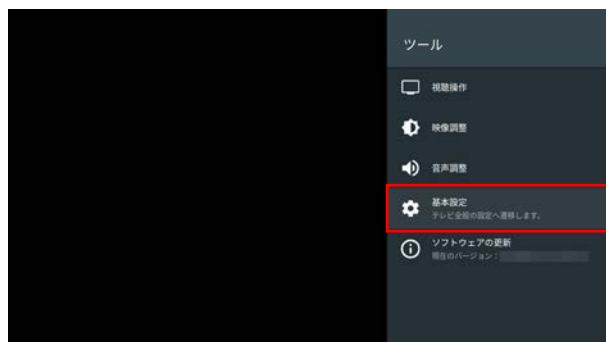 ツール
視聴操作
映像調整
音声調整
基本設定
テレビ全般の設定へ遷移します。
ソフトウェアの更新
現在のバージョン：